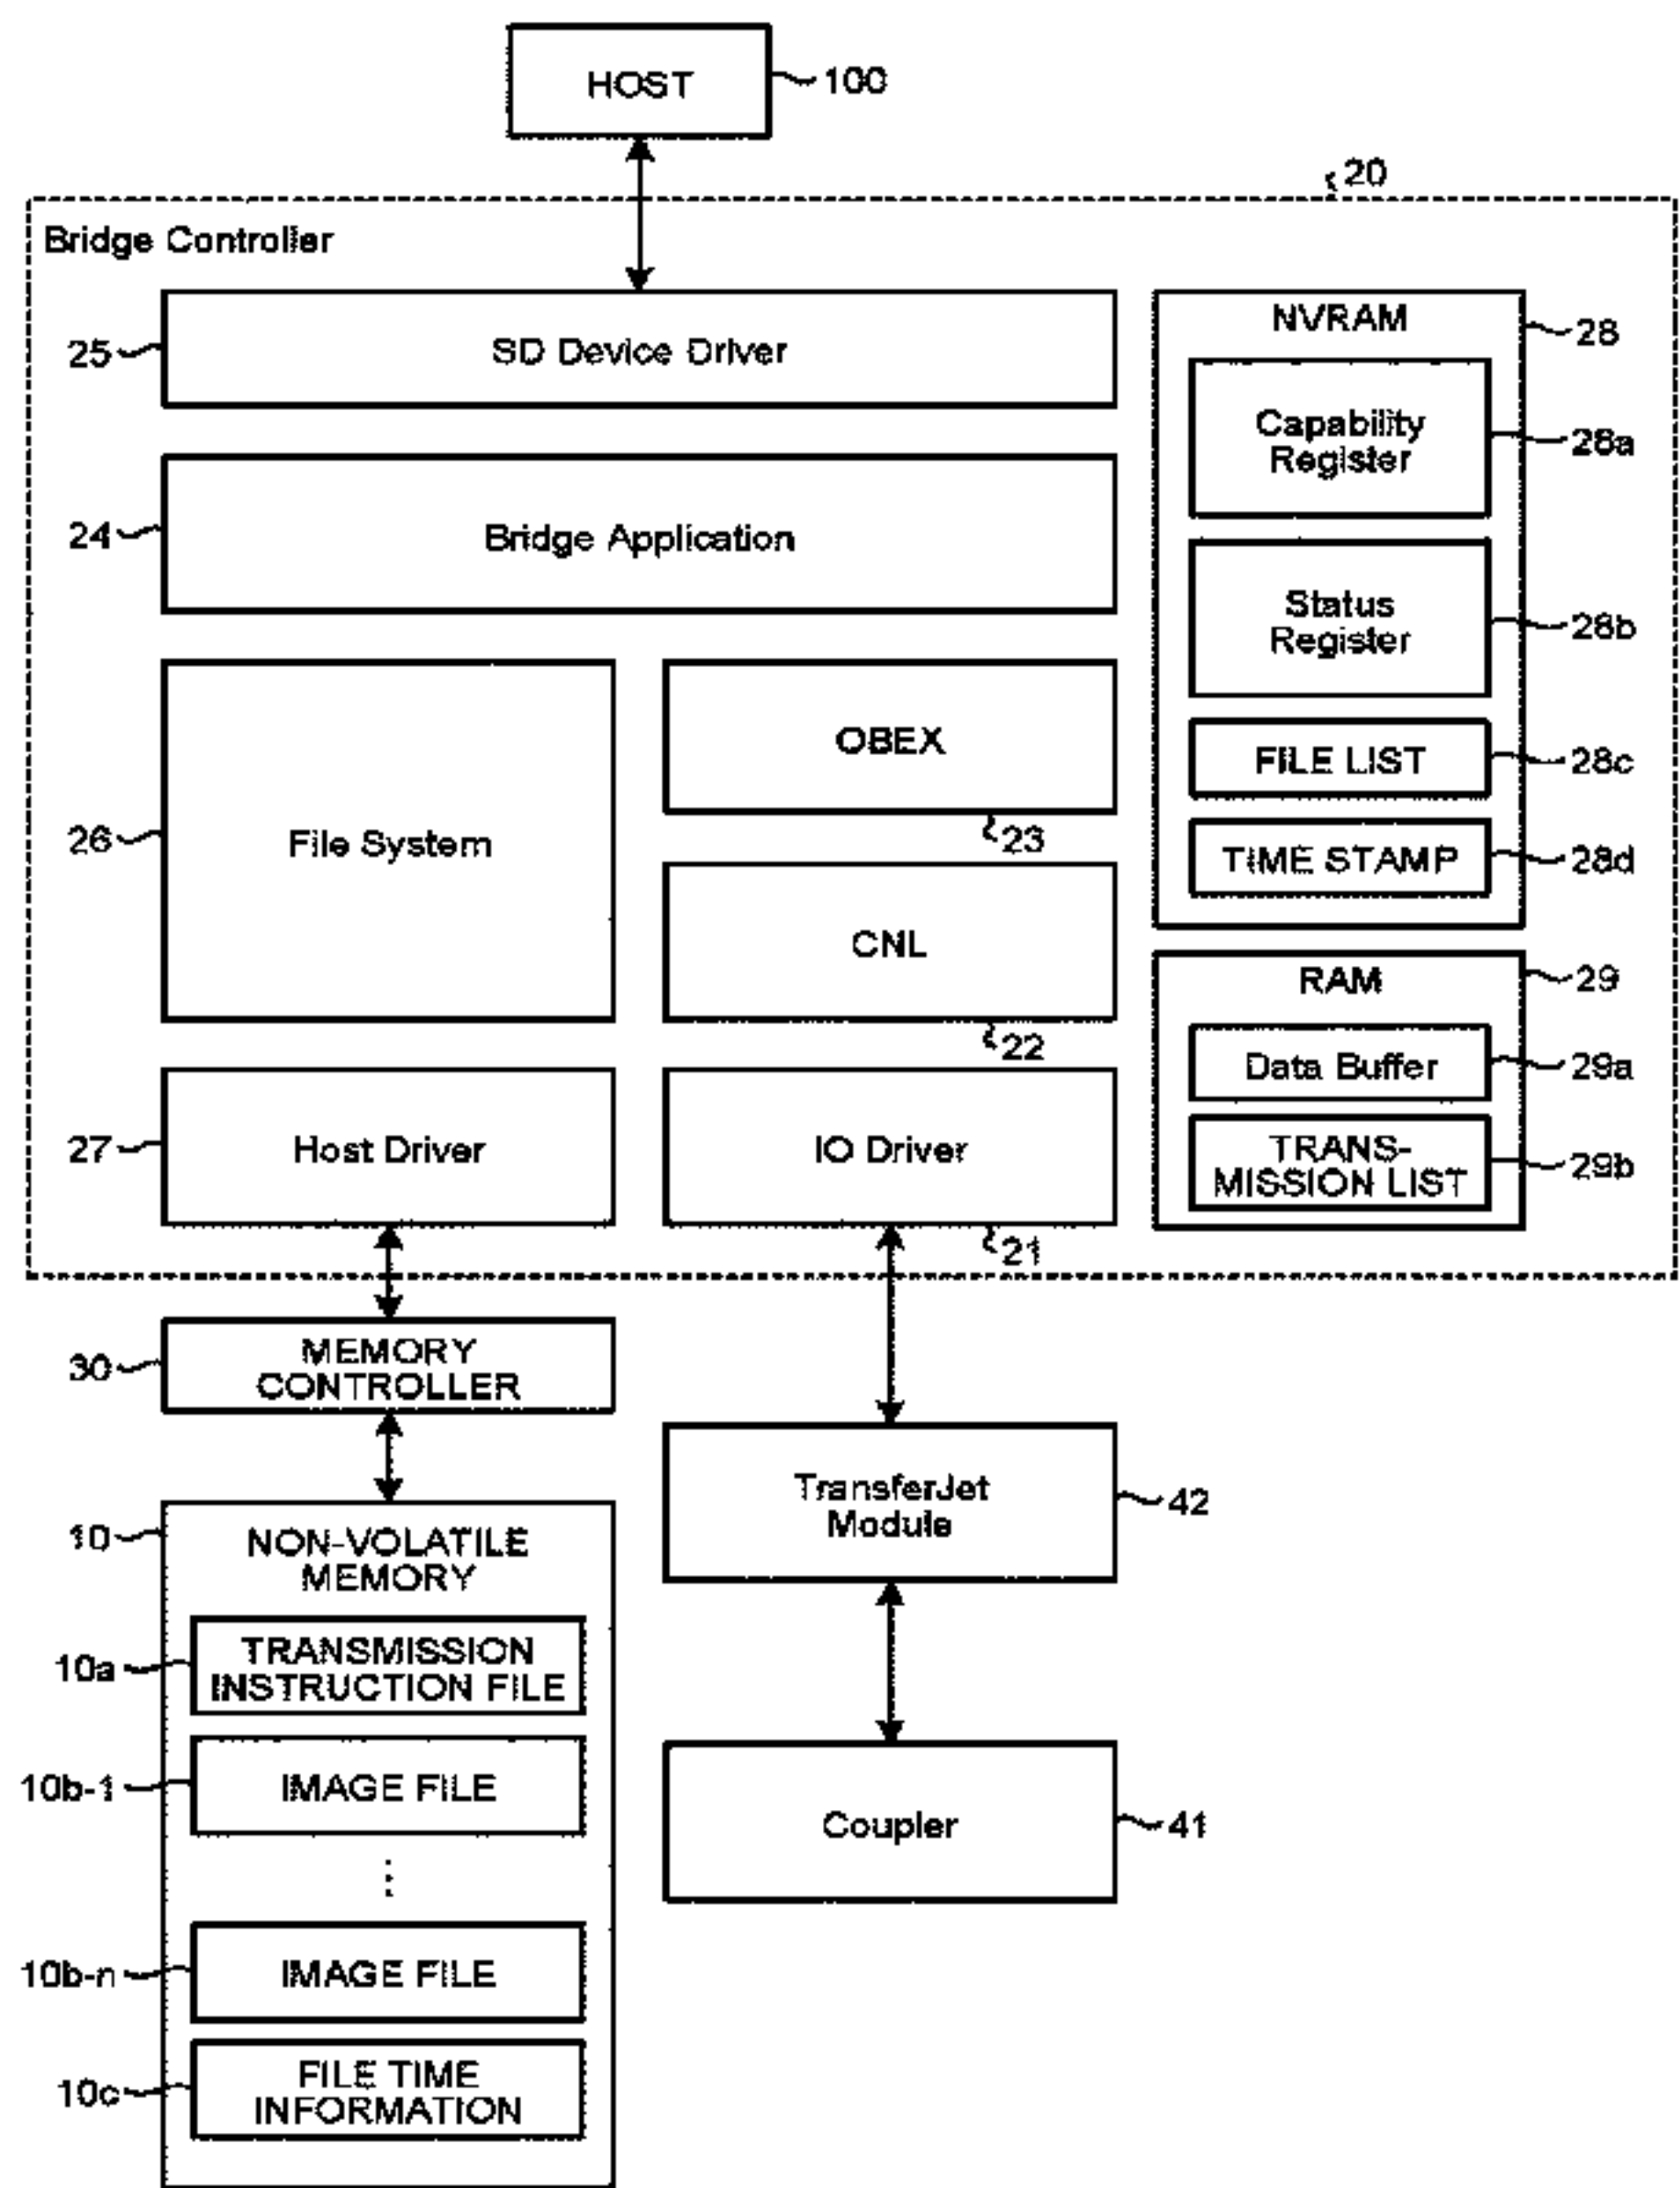 HOST
100
20
Bridge Controller
25
SD Device Driver
NVRAM
28
Capability
Register
28a
24
Bridge Application
Status
Register
28b
OBEX
23
FILE LIST
28c
26
File System
TIME STAMP
28d
CNL
22
RAM
29
Data Buffer
29a
27
Host Driver
IO Driver
21
TRANS-
MISSION LIST
29b
30
MEMORY
CONTROLLER
TransferJet
Module
42
10
NON-VOLATILE
MEMORY
10a
TRANSMISSION
INSTRUCTION FILE
10b-1
IMAGE FILE
Coupler
41
10b-n
IMAGE FILE
10c
FILE TIME
INFORMATION